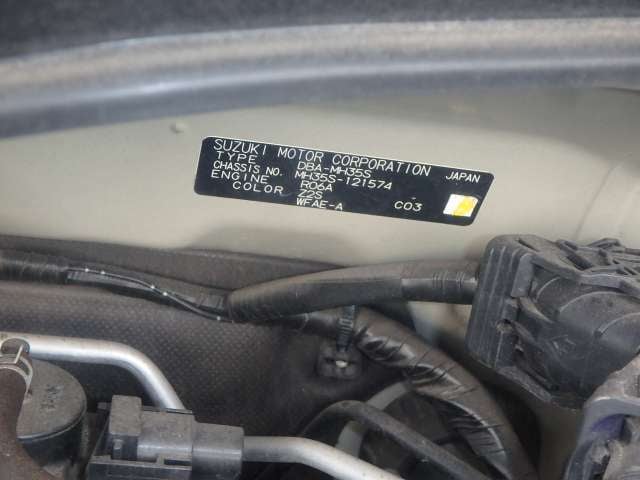 SUZUKI MOTOR CORPORATION JAPAN
TYPE DBA-MH35S
CHASSIS NO. MH35S-121574
ENGINE R06A
COLOR Z2S
WFAE-A C03